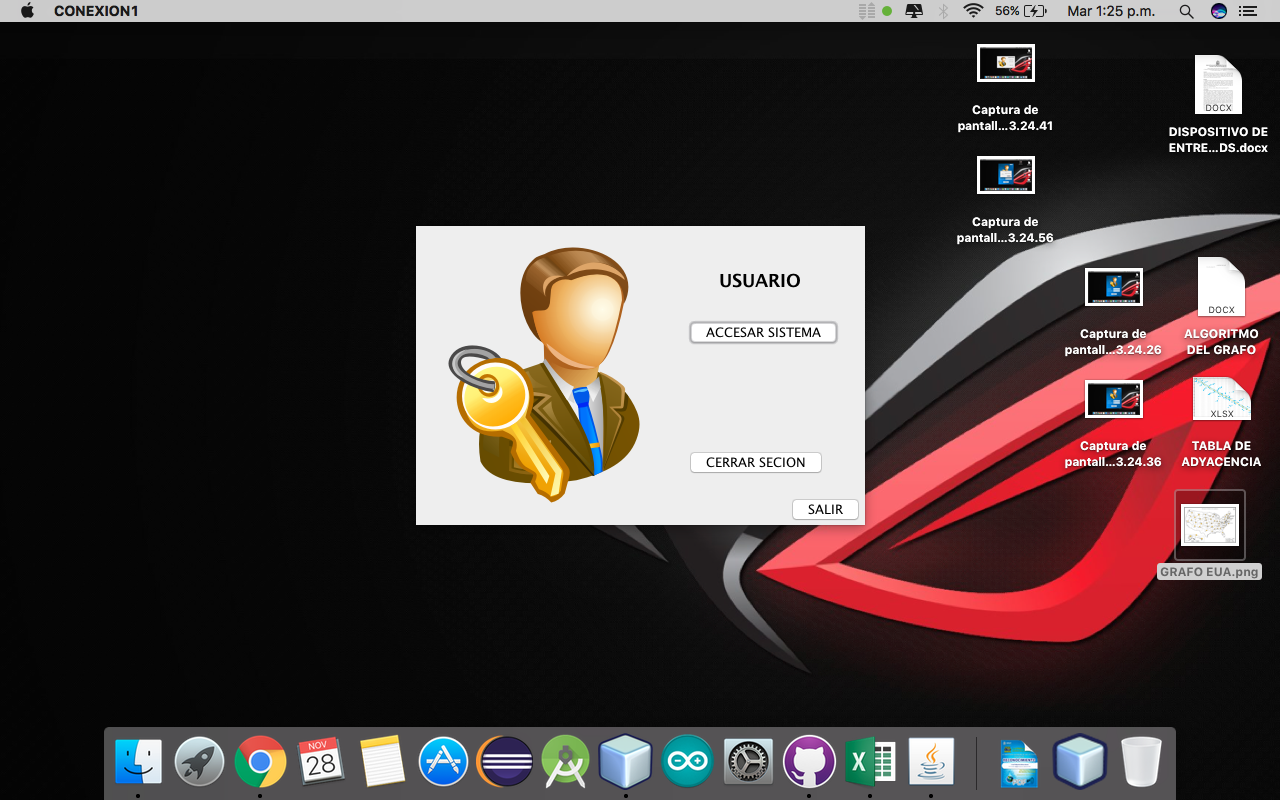 CONEXION1
56%
Mar 1:25 p.m.
Captura de
pantall...3.24.41
DISPOSITIVO DE
ENTRE...DS.docx
DOCX
Captura de
pantall...3.24.56
USUARIO
ACCESAR SISTEMA
CERRAR SECION
SALIR
Captura de
pantall...3.24.26
DOCX
ALGORITMO
DEL GRAFO
Captura de
pantall...3.24.36
XLSX
TABLA DE
ADYACENCIA
GRAFO EUA.png
NOV
28